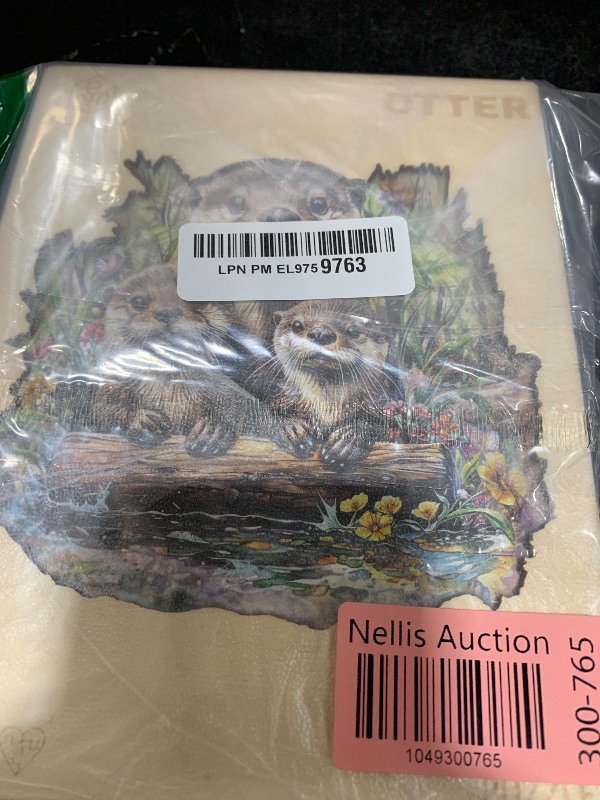 OTTER
LPN PM EL975 9763
Nellis Auction
1049300765
300-765